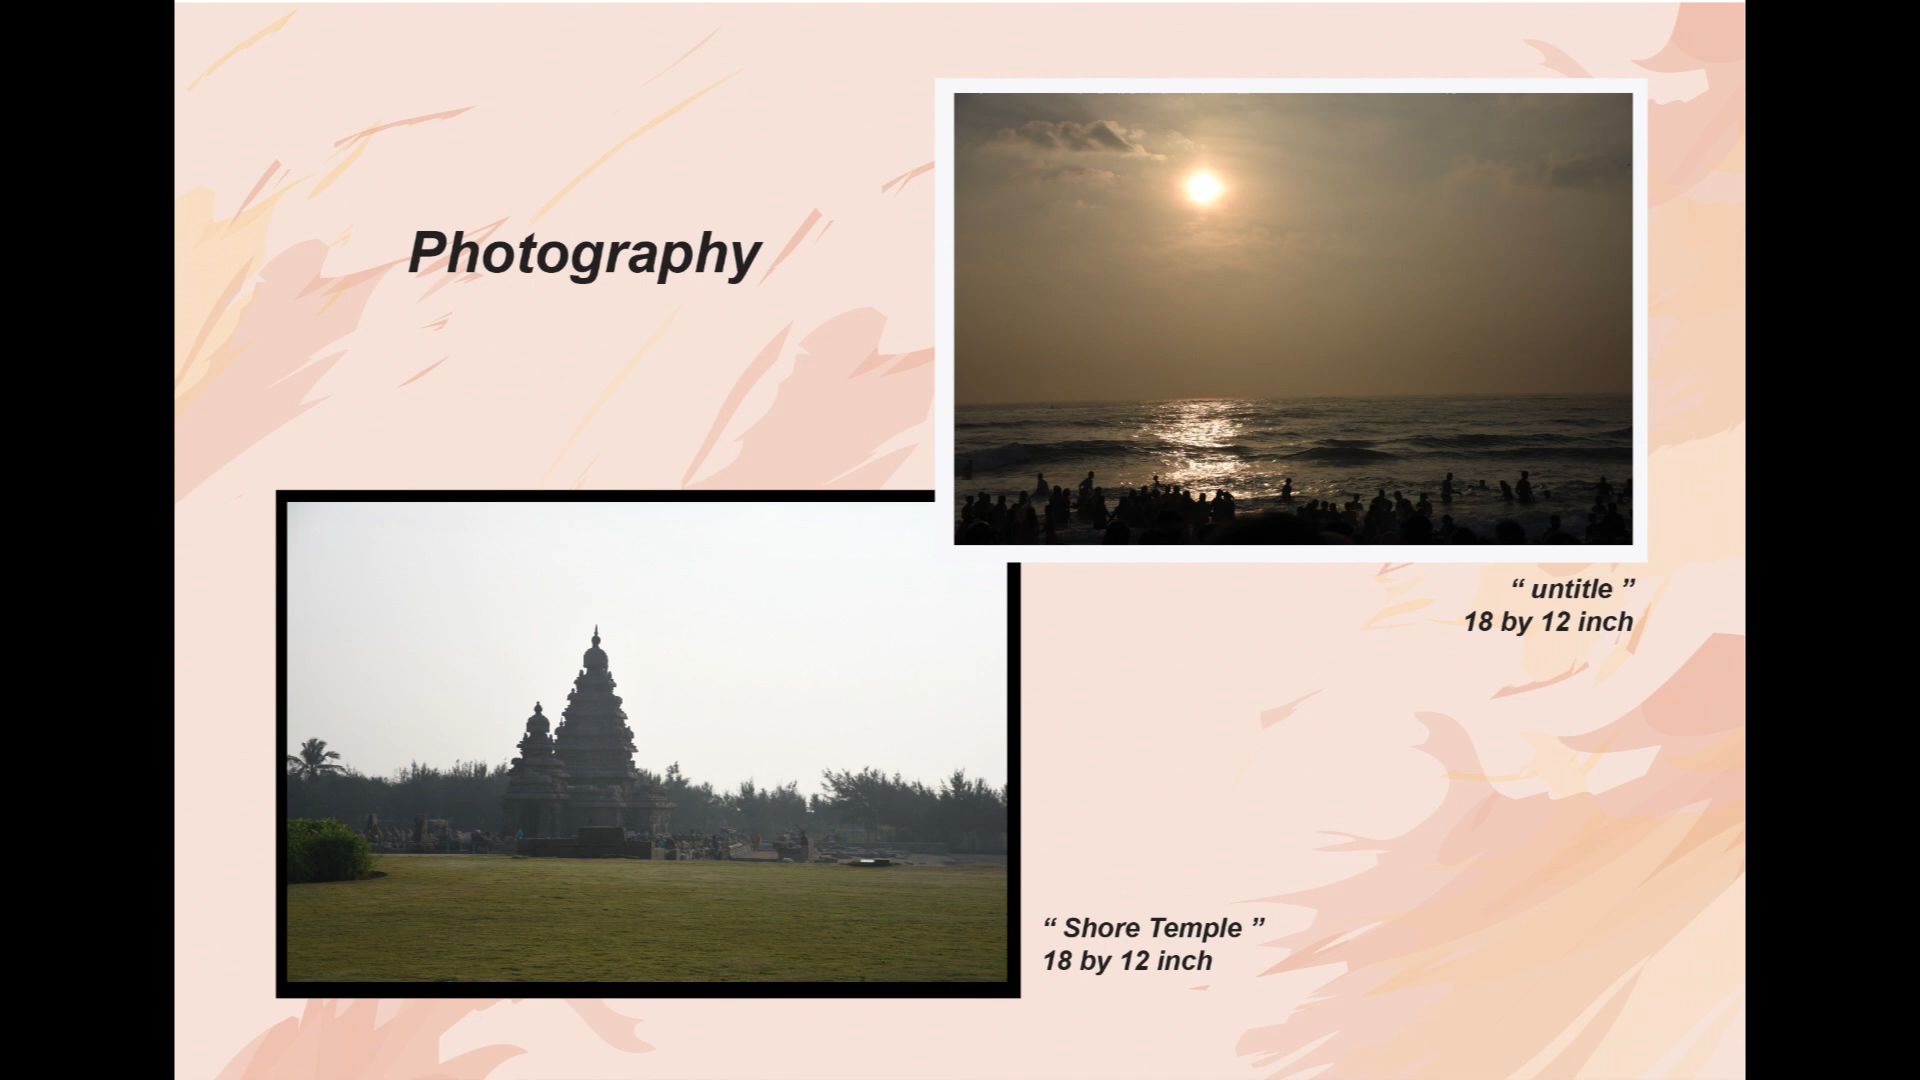 Photography
“ untitle ”
18 by 12 inch
“ Shore Temple ”
18 by 12 inch